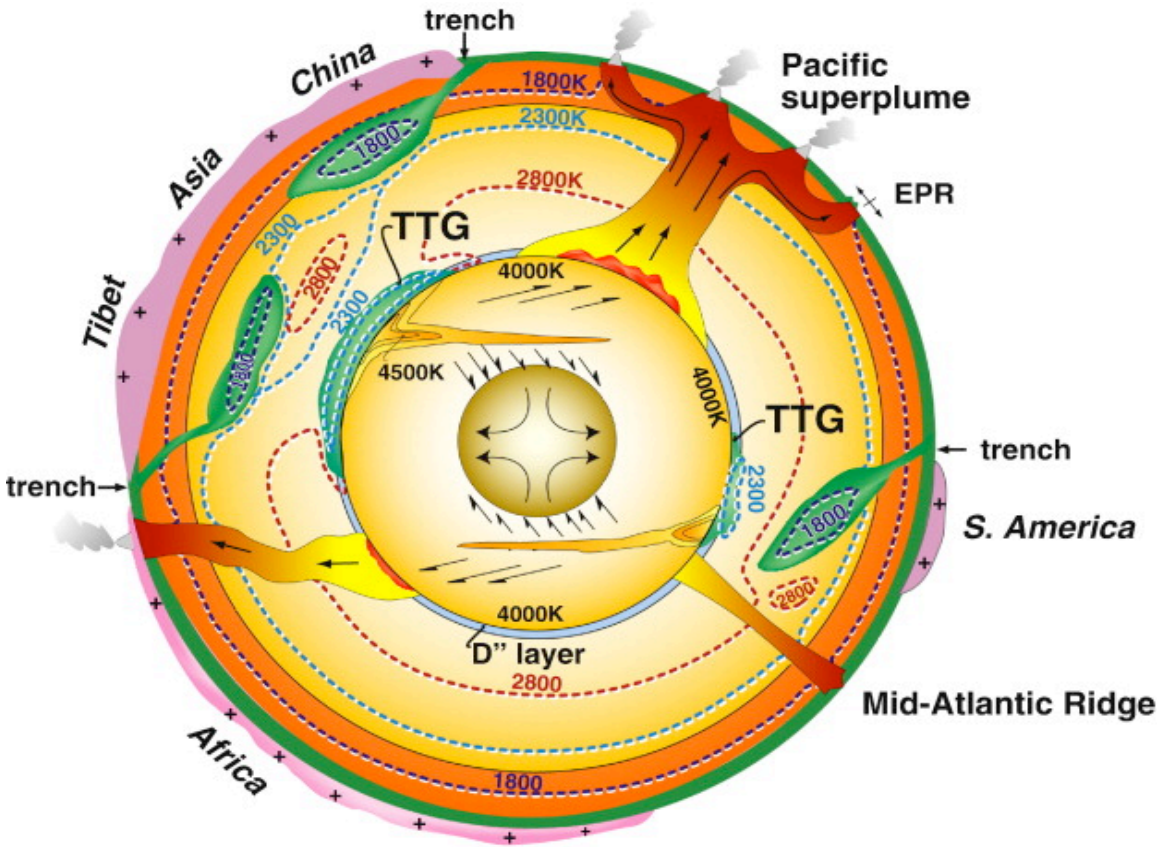 trench
China
Pacific
superplume
1800K
2300K
1800
Asia
2800K
EPR
TTG
2300
2800
4000K
Tibet
2300
4500K
1800
4000K
TTG
trench
trench
2300
1800
S. America
2800
4000K
D” layer
2800
Mid-Atlantic Ridge
Africa
1800